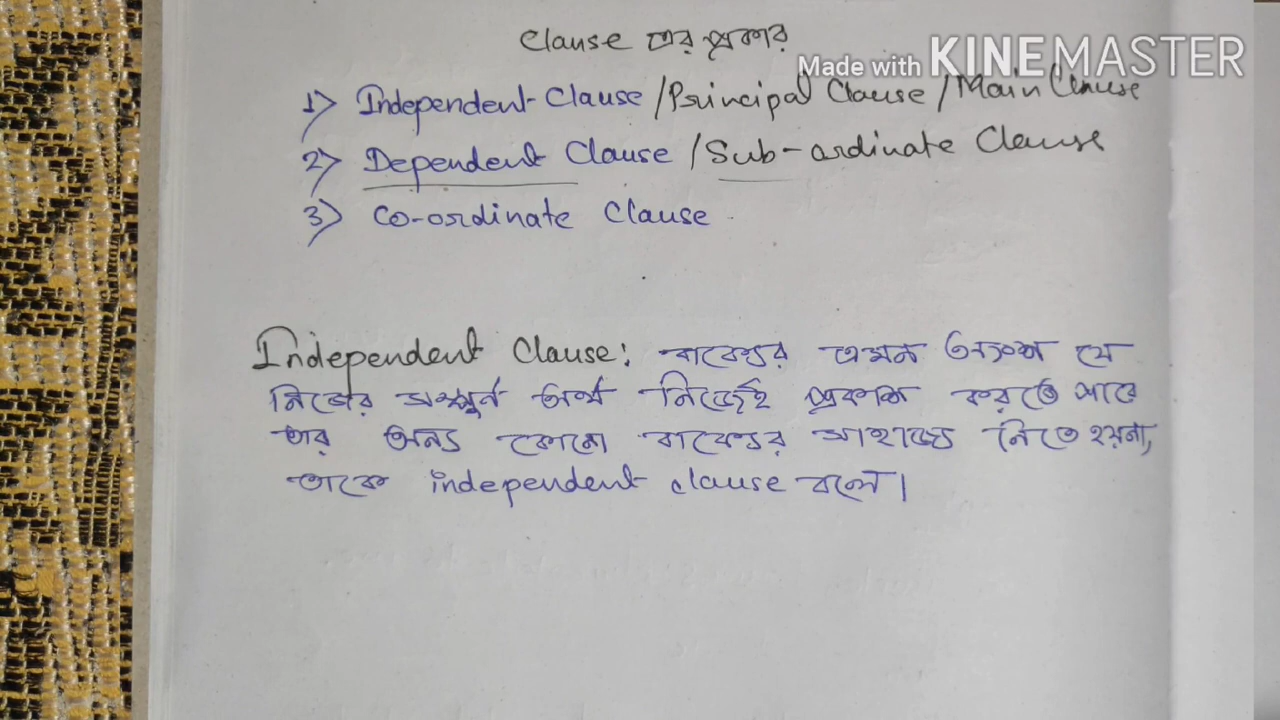 Clause এর প্রকার
Made with KINEMASTER
1) Independent Clause / Principal Clause / Main Clause
2) Dependent Clause / Sub-ordinate Clause
3) Co-ordinate Clause
Independent Clause: বাক্যের এমন অংশ যে
নিজের সম্পূর্ন অর্থ নিজেই প্রকাশ করতে পারে
তার অন্য কোনো বাক্যের সাহায্যে নিতে হয়না,
তাকে independent clause বলে।